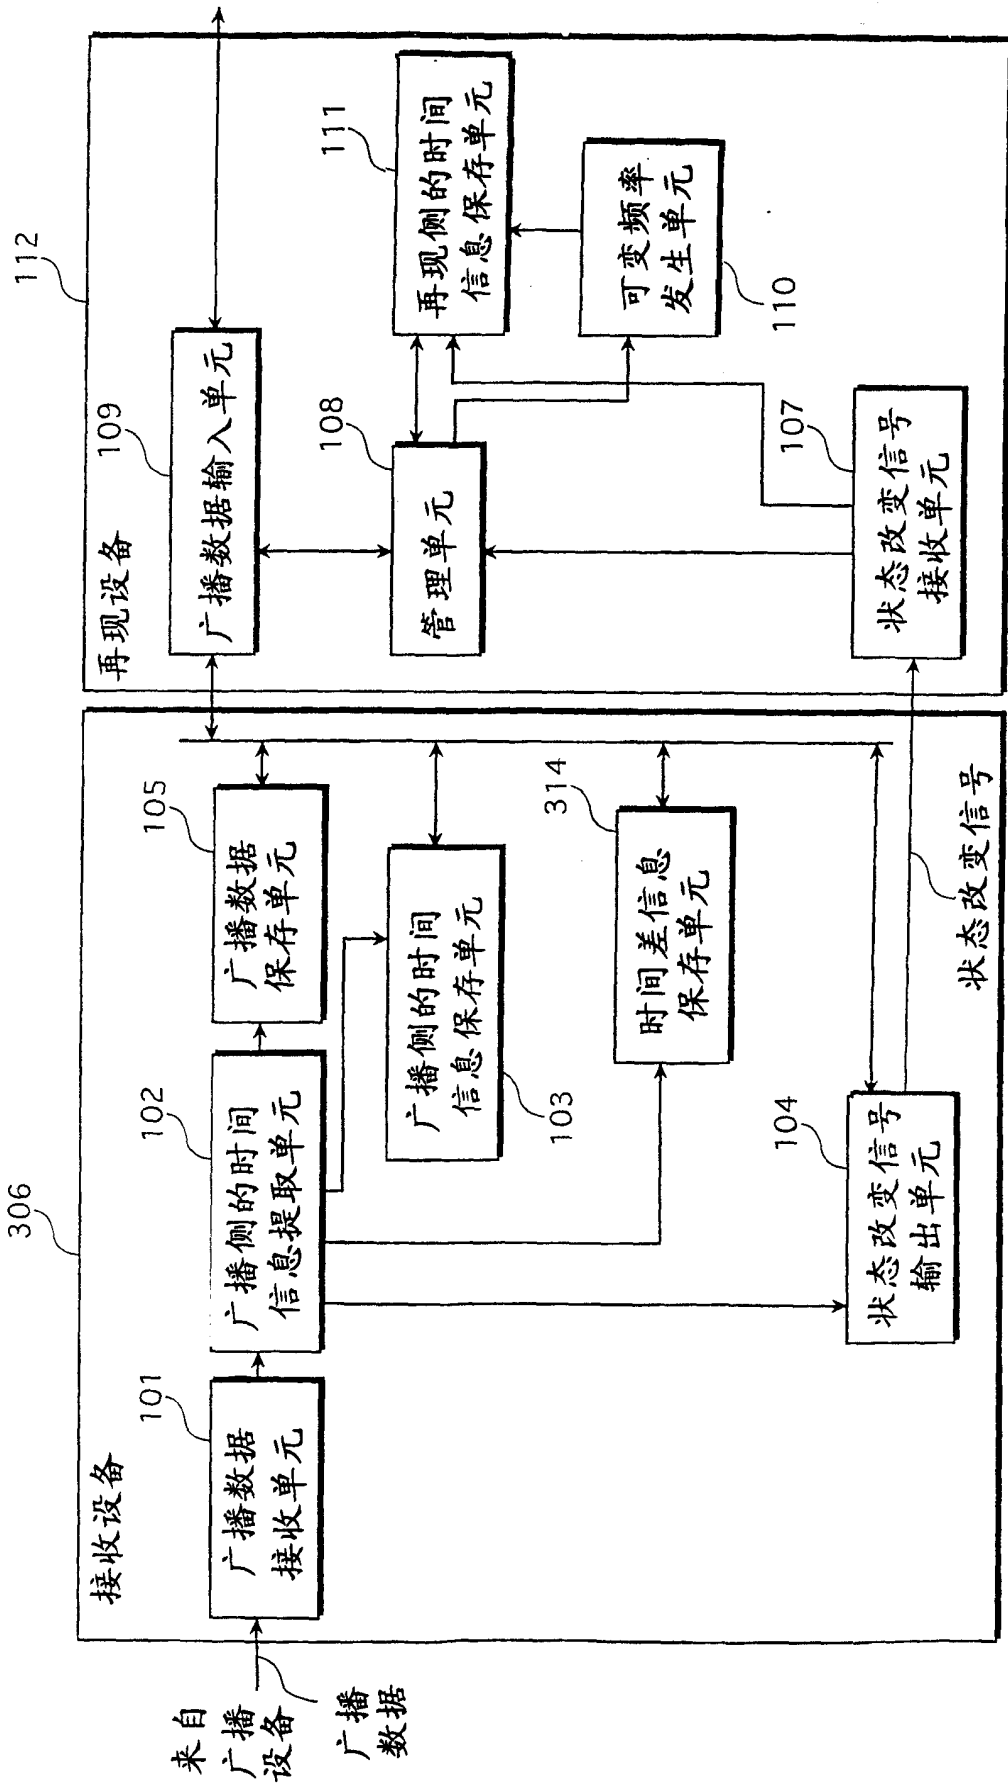 306
接收设备
来自
广播
设备
广播
数据
101
广播数据
接收单元
102
广播侧的时间
信息提取单元
105
广播数据
保存单元
广播侧的时间
信息保存单元
103
314
时间差信息
保存单元
104
状态改变信号
输出单元
状态改变信号
112
再现设备
109
广播数据输入单元
108
管理单元
111
再现侧的时间
信息保存单元
可变频率
发生单元
110
107
状态改变信号
接收单元